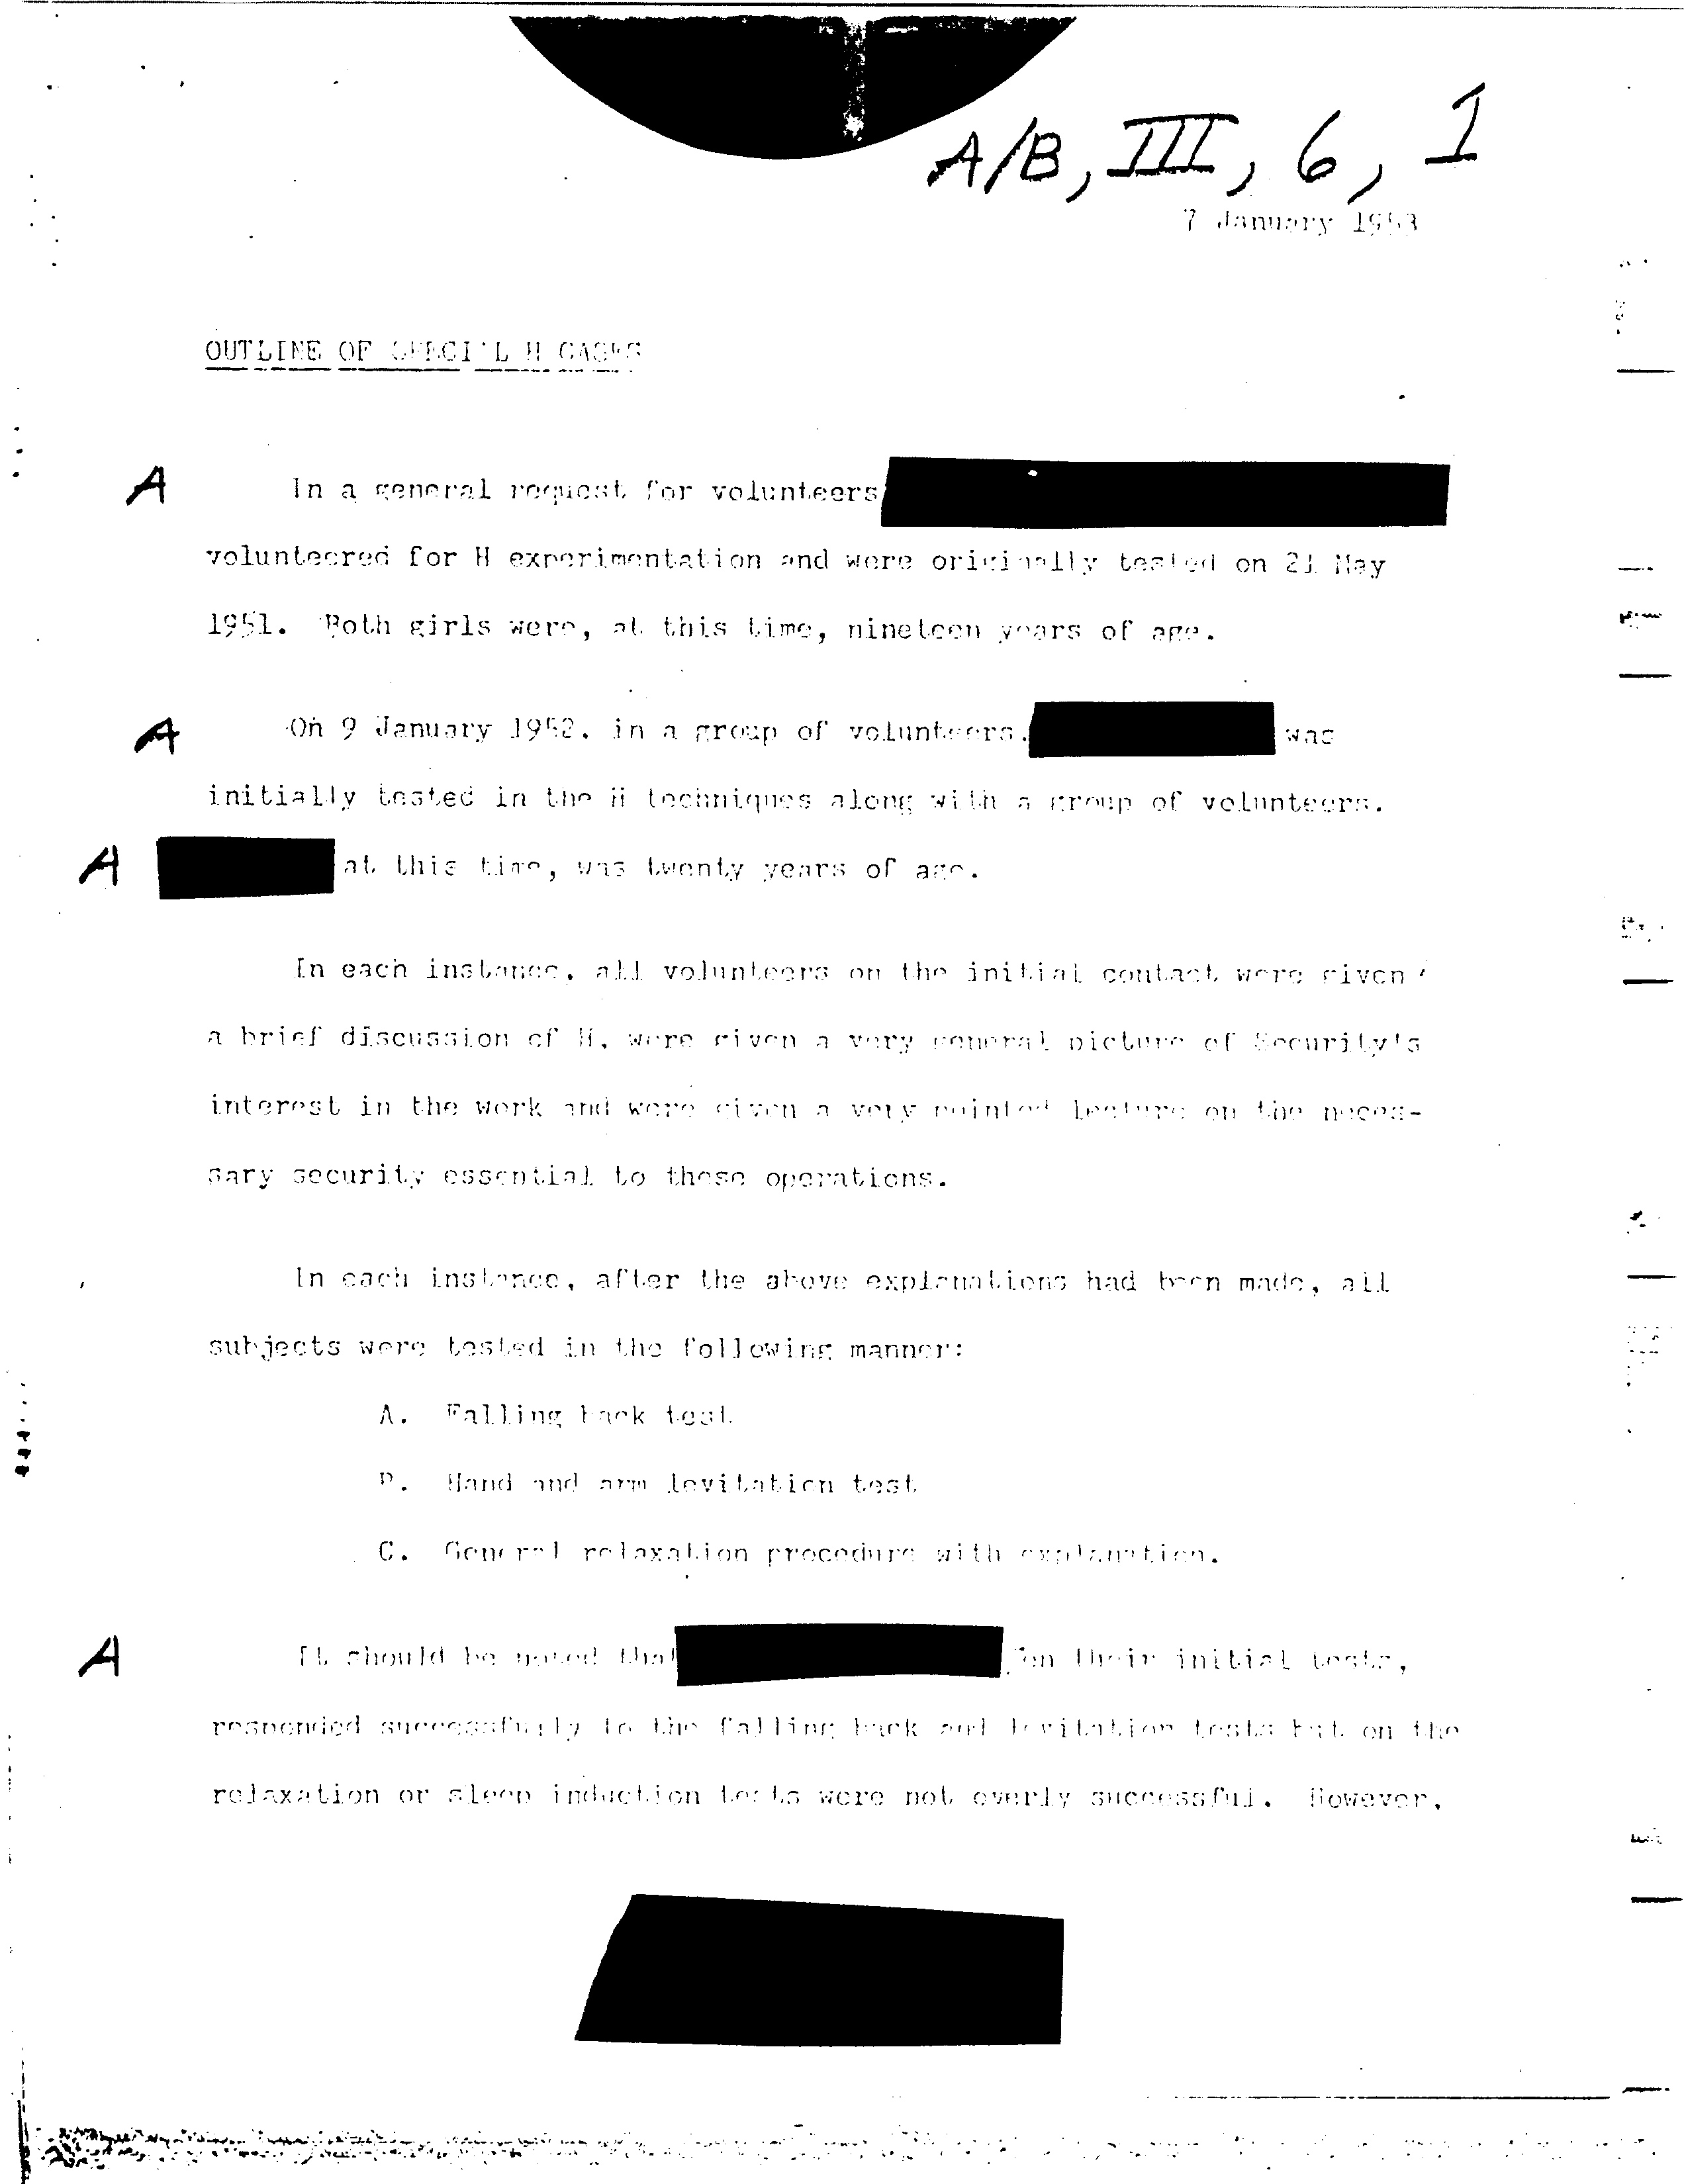 A/B, III, 6, 1
7 January 1953
OUTLINE OF SPECIAL H CASES
A In a general request for volunteers
volunteered for H experimentation and were originally tested on 21 May
1951. Both girls were, at this time, nineteen years of age.
A On 9 January 1952, in a group of volunteers, was
initially tested in the H techniques along with a group of volunteers.
A at this time, was twenty years of age.
In each instance, all volunteers on the initial contact were given
a brief discussion of H, were given a very general picture of Security's
interest in the work and were given a very pointed lecture on the neces-
sary security essential to these operations.
In each instance, after the above explanations had been made, all
subjects were tested in the following manner:
A. Falling back test
B. Hand and arm levitation test
C. General relaxation procedure with explanation.
A It should be noted that on their initial tests,
responded successfully to the falling back and levitation tests but on the
relaxation or sleep induction tests were not overly successful. However,